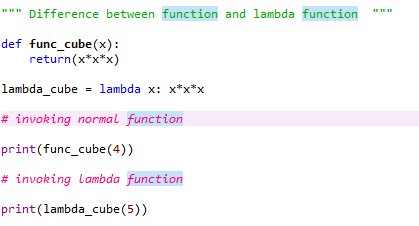 """ Difference between function and lambda function  """
def func_cube(x):
    return(x*x*x)
lambda_cube = lambda x: x*x*x
# invoking normal function
print(func_cube(4))
# invoking lambda function
print(lambda_cube(5))